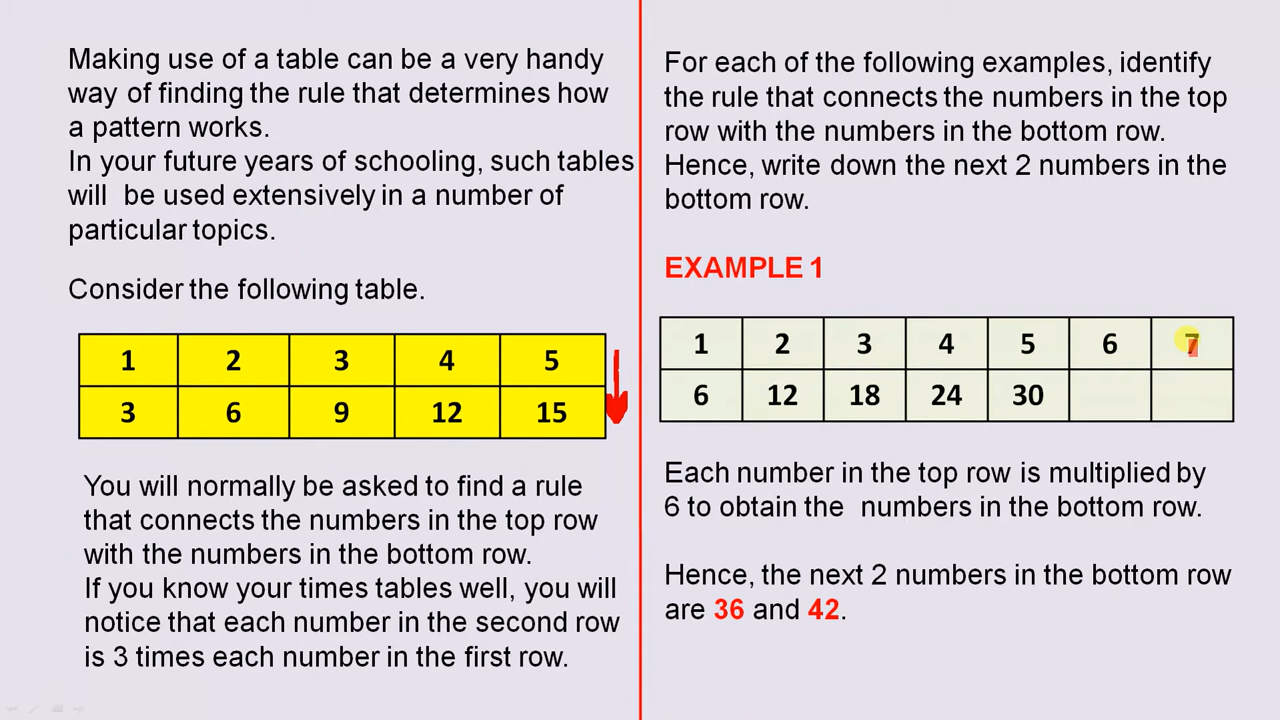 Making use of a table can be a very handy
way of finding the rule that determines how
a pattern works.
In your future years of schooling, such tables
will be used extensively in a number of
particular topics.
Consider the following table.
1 2 3 4 5
3 6 9 12 15
You will normally be asked to find a rule
that connects the numbers in the top row
with the numbers in the bottom row.
If you know your times tables well, you will
notice that each number in the second row
is 3 times each number in the first row.
For each of the following examples, identify
the rule that connects the numbers in the top
row with the numbers in the bottom row.
Hence, write down the next 2 numbers in the
bottom row.
EXAMPLE 1
1 2 3 4 5 6 7
6 12 18 24 30
Each number in the top row is multiplied by
6 to obtain the numbers in the bottom row.
Hence, the next 2 numbers in the bottom row
are 36 and 42.